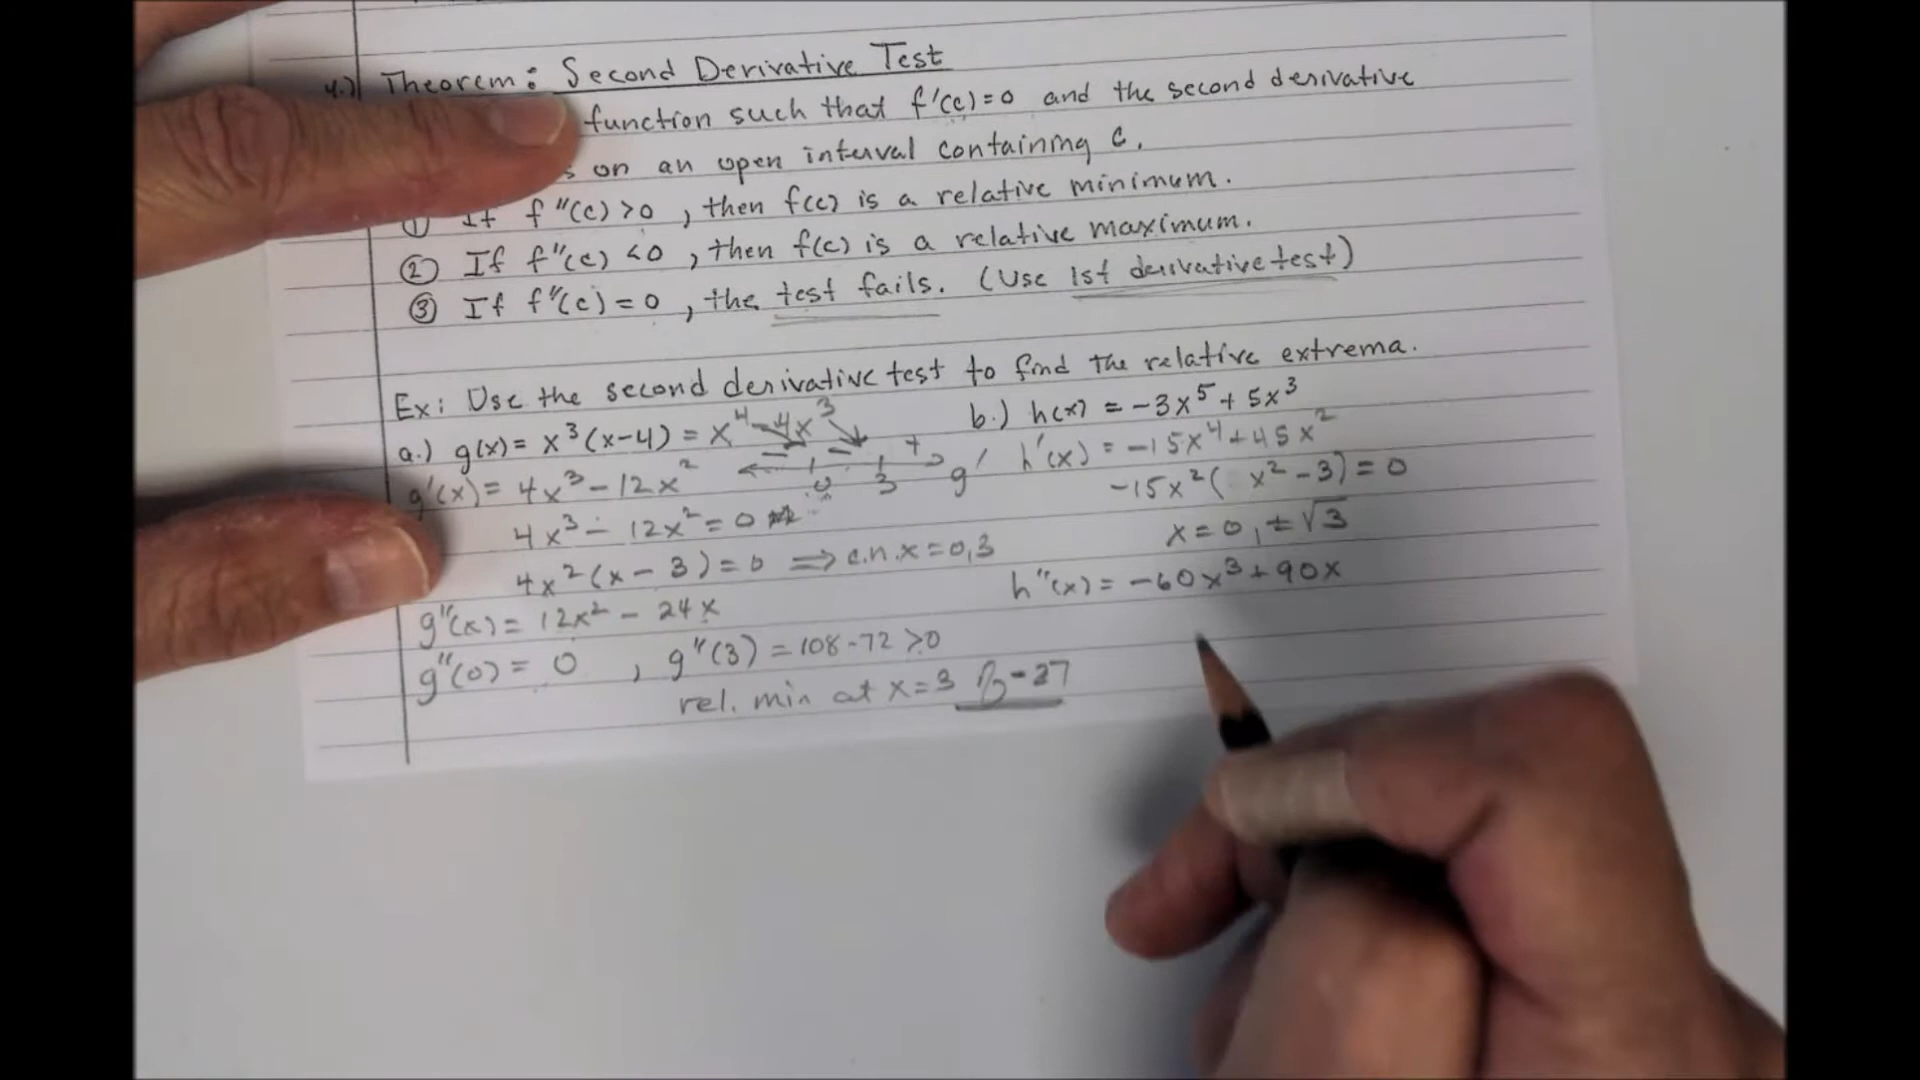 4.) Theorem: Second Derivative Test
function such that f'(c)=0 and the second derivative
s on an open interval containing c.
① If f"(c) >0, then f(c) is a relative minimum.
② If f"(c) <0, then f(c) is a relative maximum.
③ If f"(c) = 0, the test fails. (Use 1st derivative test)
Ex: Use the second derivative test to find the relative extrema.
a.) g(x) = x³(x-4) = x⁴-4x³
- - +
0 3 g'
g'(x) = 4x³-12x²
4x³-12x² = 0
4x²(x-3) = 0 ⇒ c.n. x=0,3
g"(x) = 12x² - 24x
g"(0) = 0, g"(3) = 108-72 >0
rel. min at x=3 -27
b.) h(x) = -3x⁵ + 5x³
h'(x) = -15x⁴+45x²
-15x²( x²-3) = 0
x = 0, ±√3
h"(x) = -60x³+90x